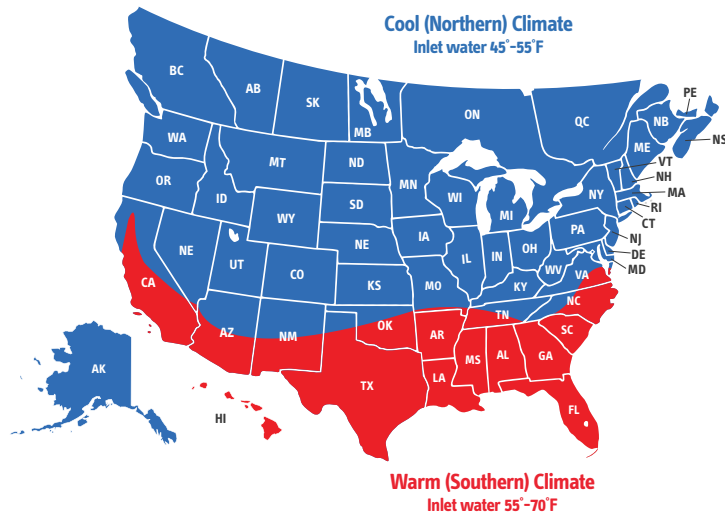 Cool (Northern) Climate
Inlet water 45°-55°F
BC
AB
SK
MB
ON
QC
PE
NB
NS
ME
VT
NH
MA
RI
CT
NJ
DE
MD
WA
MT
ND
MN
OR
ID
WY
SD
WI
MI
NY
NE
UT
CO
NE
IA
IL
IN
OH
PA
KS
MO
KY
WV
VA
CA
AZ
NM
OK
AR
TN
NC
SC
MS
AL
GA
LA
TX
FL
AK
HI
Warm (Southern) Climate
Inlet water 55°-70°F